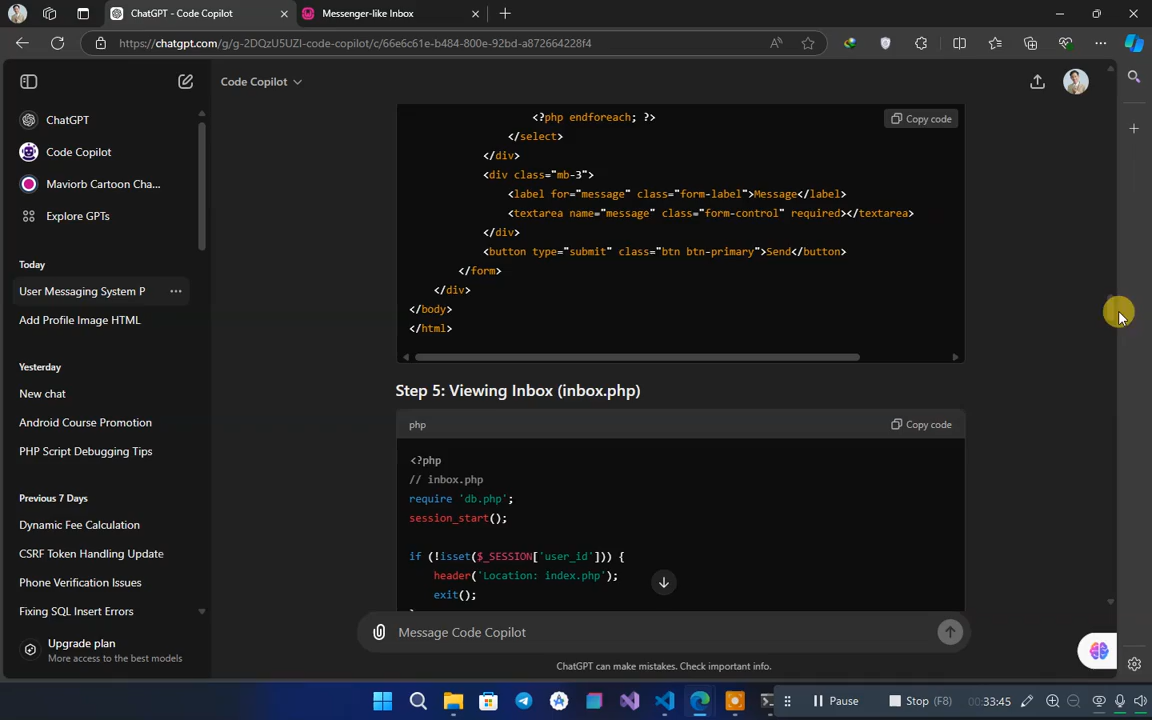 ChatGPT - Code Copilot
Messenger-like Inbox
https://chatgpt.com/g/g-2DQzU5UZl-code-copilot/c/66e6c61e-b484-800e-92bd-a872664228f4
Code Copilot
ChatGPT
Code Copilot
Maviorb Cartoon Cha...
Explore GPTs
Today
User Messaging System P
Add Profile Image HTML
Yesterday
New chat
Android Course Promotion
PHP Script Debugging Tips
Previous 7 Days
Dynamic Fee Calculation
CSRF Token Handling Update
Phone Verification Issues
Fixing SQL Insert Errors
Upgrade plan
More access to the best models
<?php endforeach; ?>
Copy code
</select>
</div>
<div class="mb-3">
<label for="message" class="form-label">Message</label>
<textarea name="message" class="form-control" required></textarea>
</div>
<button type="submit" class="btn btn-primary">Send</button>
</form>
</div>
</body>
</html>
Step 5: Viewing Inbox (inbox.php)
php
Copy code
<?php
// inbox.php
require 'db.php';
session_start();
if (!isset($_SESSION['user_id'])) {
header('Location: index.php');
exit();
Message Code Copilot
ChatGPT can make mistakes. Check important info.
Pause
Stop (F8)
00:33:45